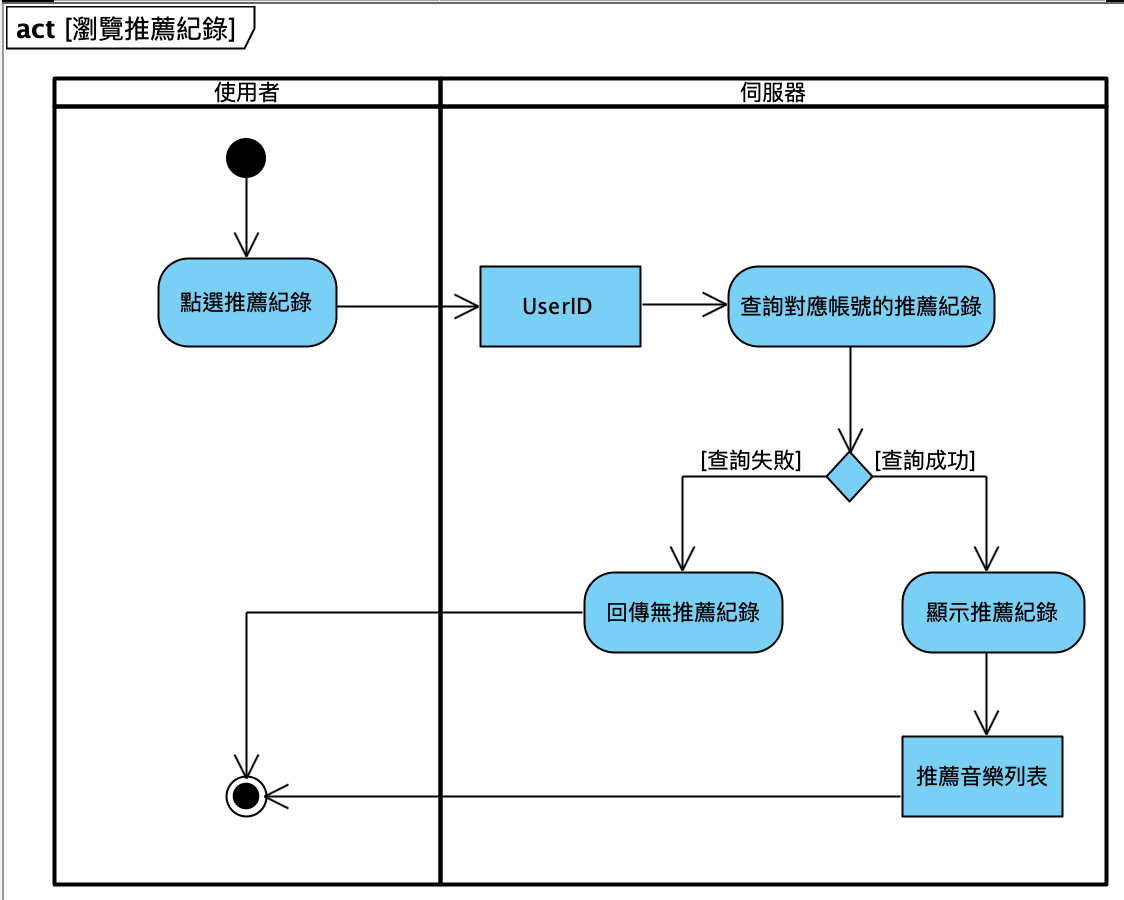 act [瀏覽推薦紀錄]
使用者
伺服器
點選推薦紀錄
UserID
查詢對應帳號的推薦紀錄
[查詢失敗]
[查詢成功]
回傳無推薦紀錄
顯示推薦紀錄
推薦音樂列表